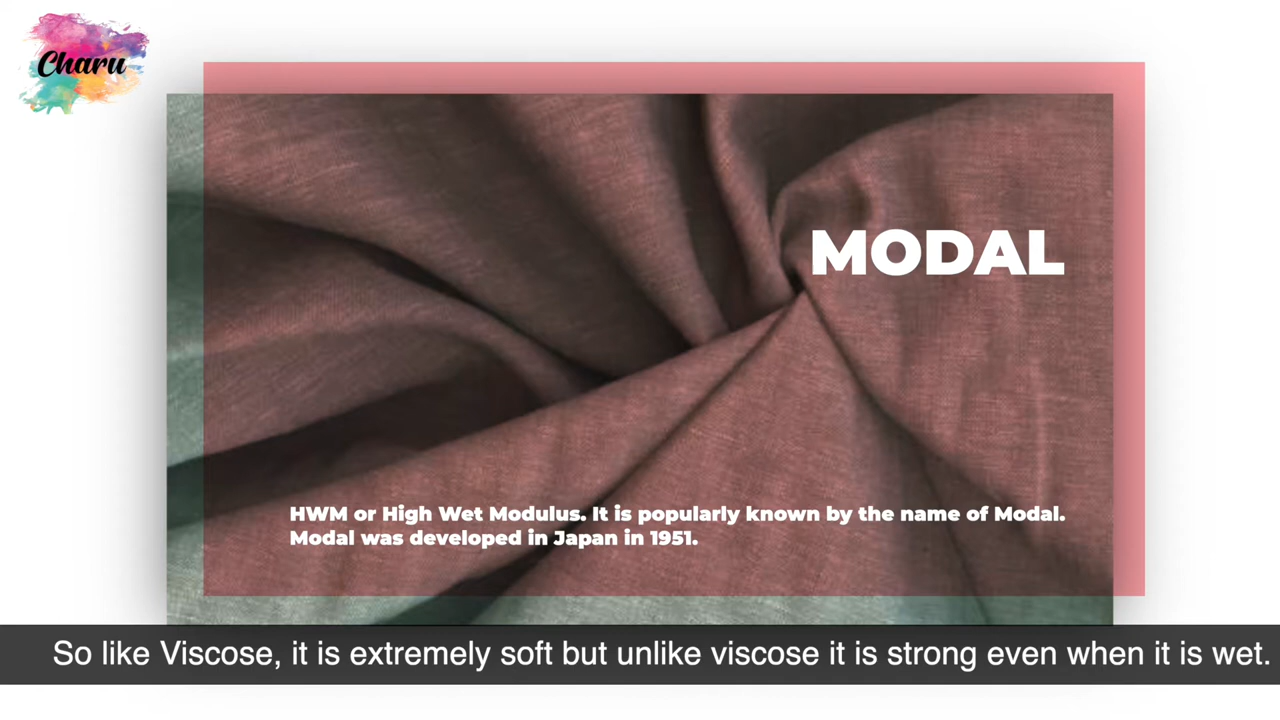 Charu
MODAL
HWM or High Wet Modulus. It is popularly known by the name of Modal.
Modal was developed in Japan in 1951.
So like Viscose, it is extremely soft but unlike viscose it is strong even when it is wet.